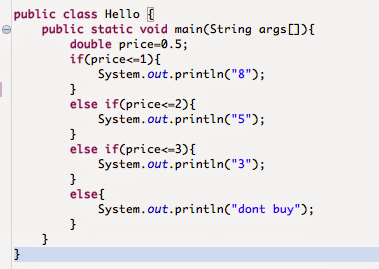 public class Hello {
    public static void main(String args[]){
        double price=0.5;
        if(price<=1){
            System.out.println("8");
        }
        else if(price<=2){
            System.out.println("5");
        }
        else if(price<=3){
            System.out.println("3");
        }
        else{
            System.out.println("dont buy");
        }
    }
}